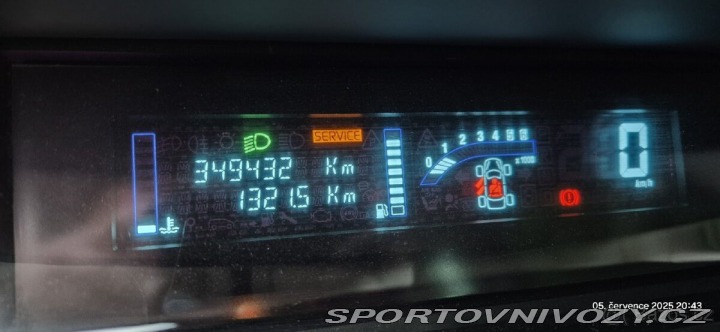 SERVICE
349432 Km
1321.5 Km
0 1 2 3 4 5 6
x 1000
0
Km/h
05. července 2025 20:43
SPORTOVNIVOZY.CZ